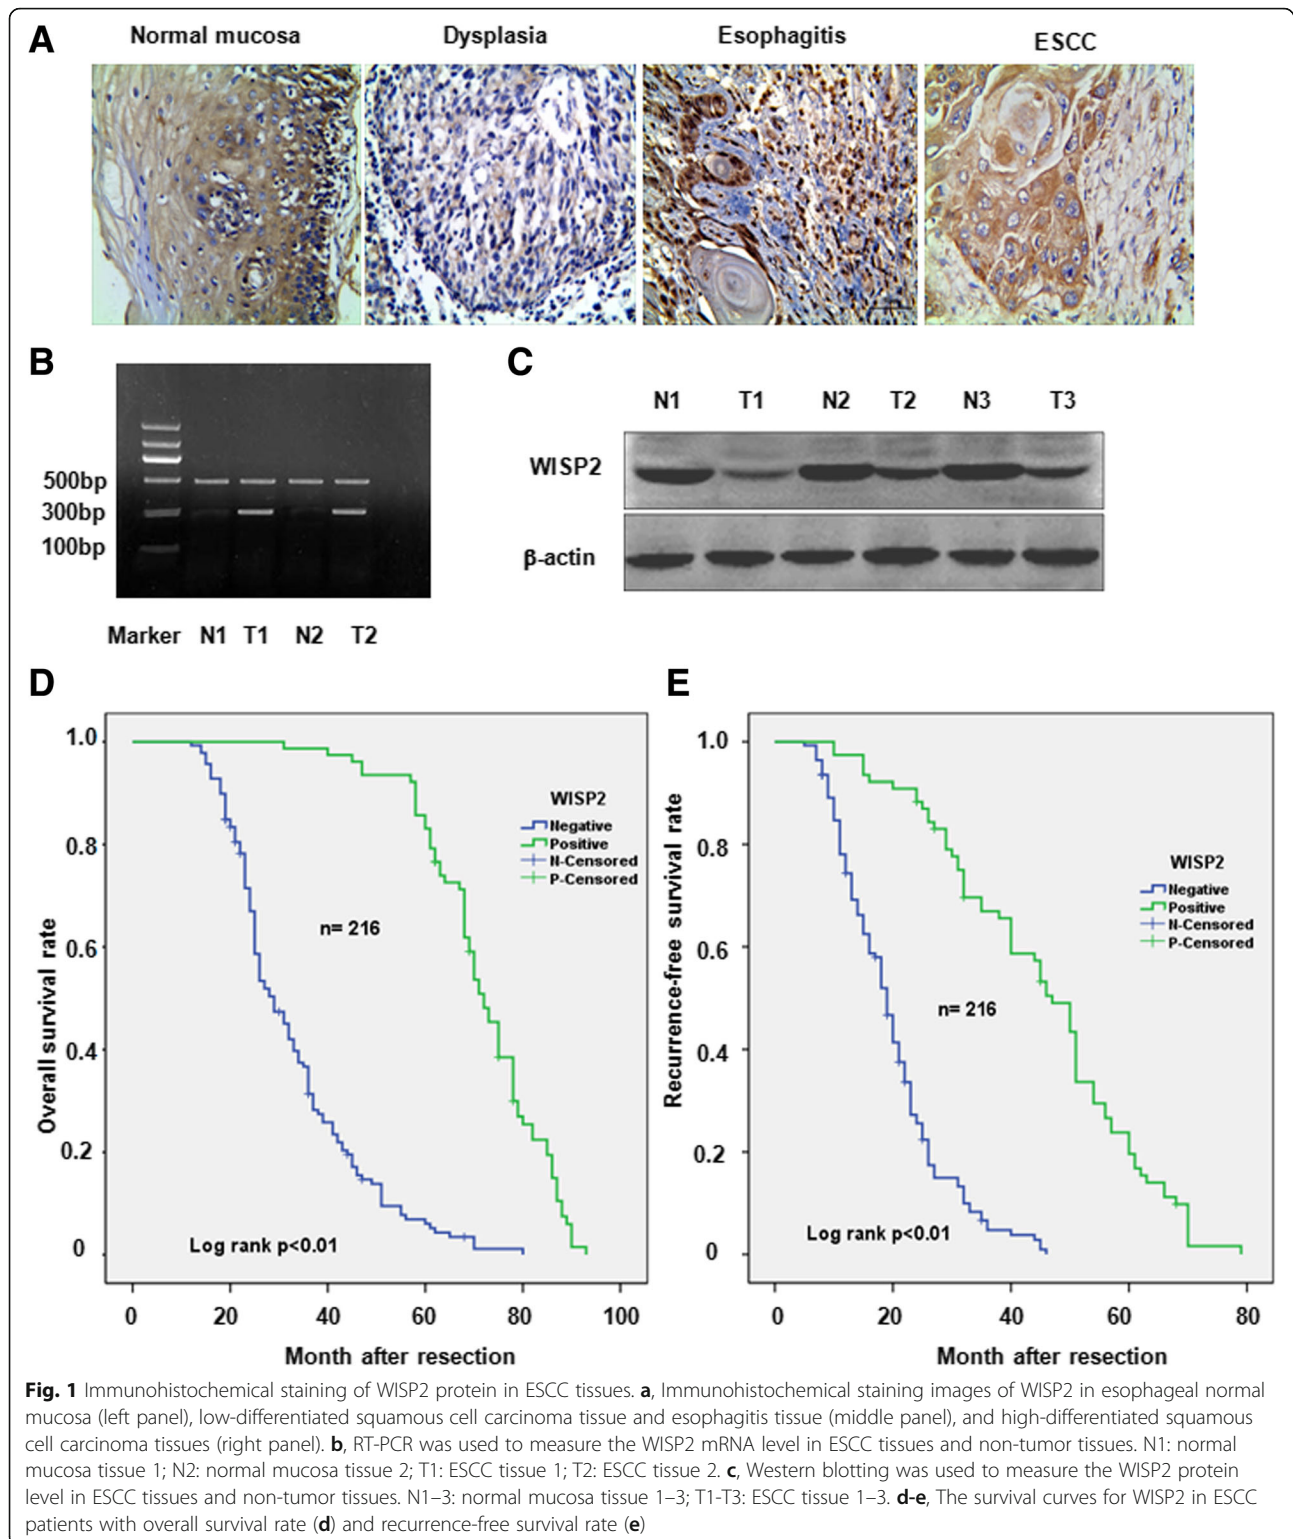 A
Normal mucosa
Dysplasia
Esophagitis
ESCC
B
500bp
300bp
100bp
Marker N1 T1 N2 T2
C
N1 T1 N2 T2 N3 T3
WISP2
β-actin
D
Overall survival rate
1.0
0.8
0.6
0.4
0.2
0
WISP2
Negative
Positive
N-Censored
P-Censored
n= 216
Log rank p<0.01
0 20 40 60 80 100
Month after resection
E
Recurrence-free survival rate
1.0
0.8
0.6
0.4
0.2
0
WISP2
Negative
Positive
N-Censored
P-Censored
n= 216
Log rank p<0.01
0 20 40 60 80
Month after resection
Fig. 1 Immunohistochemical staining of WISP2 protein in ESCC tissues. a, Immunohistochemical staining images of WISP2 in esophageal normal
mucosa (left panel), low-differentiated squamous cell carcinoma tissue and esophagitis tissue (middle panel), and high-differentiated squamous
cell carcinoma tissues (right panel). b, RT-PCR was used to measure the WISP2 mRNA level in ESCC tissues and non-tumor tissues. N1: normal
mucosa tissue 1; N2: normal mucosa tissue 2; T1: ESCC tissue 1; T2: ESCC tissue 2. c, Western blotting was used to measure the WISP2 protein
level in ESCC tissues and non-tumor tissues. N1–3: normal mucosa tissue 1–3; T1-T3: ESCC tissue 1–3. d-e, The survival curves for WISP2 in ESCC
patients with overall survival rate (d) and recurrence-free survival rate (e)